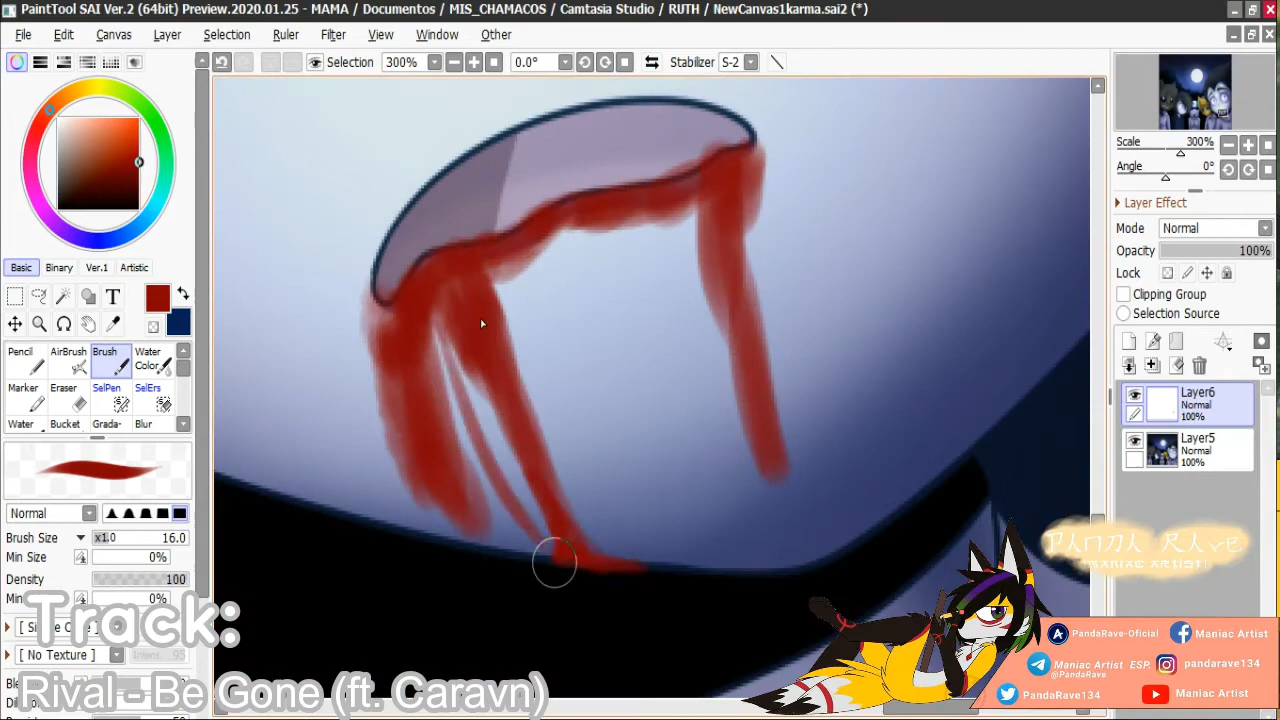 PaintTool SAI Ver.2 (64bit) Preview.2020.01.25 - MAMA / Documentos / MIS_CHAMACOS / Camtasia Studio / RUTH / NewCanvas1karma.sai2 (*)
File Edit Canvas Layer Selection Ruler Filter View Window Other
Selection 300% 0.0° Stabilizer S-2
Scale 300%
Angle 0°
Layer Effect
Mode Normal
Opacity 100%
Lock
Clipping Group
Selection Source
Basic Binary Ver.1 Artistic
T
Pencil AirBrush Brush Water Color
Marker Eraser SelPen SelErs
Water Bucket Grada- Blur
Normal
Brush Size x1.0 16.0
Min Size 0%
Density 100
0%
[ No Texture ] 95
Layer6
Normal
100%
Layer5
Normal
100%
Track:
Rival - Be Gone (ft. Caravn)
MANIAC ARTIST!
PandaRave-Oficial Maniac Artist
Maniac Artist ESP. pandarave134
@PandaRave
PandaRave134 Maniac Artist